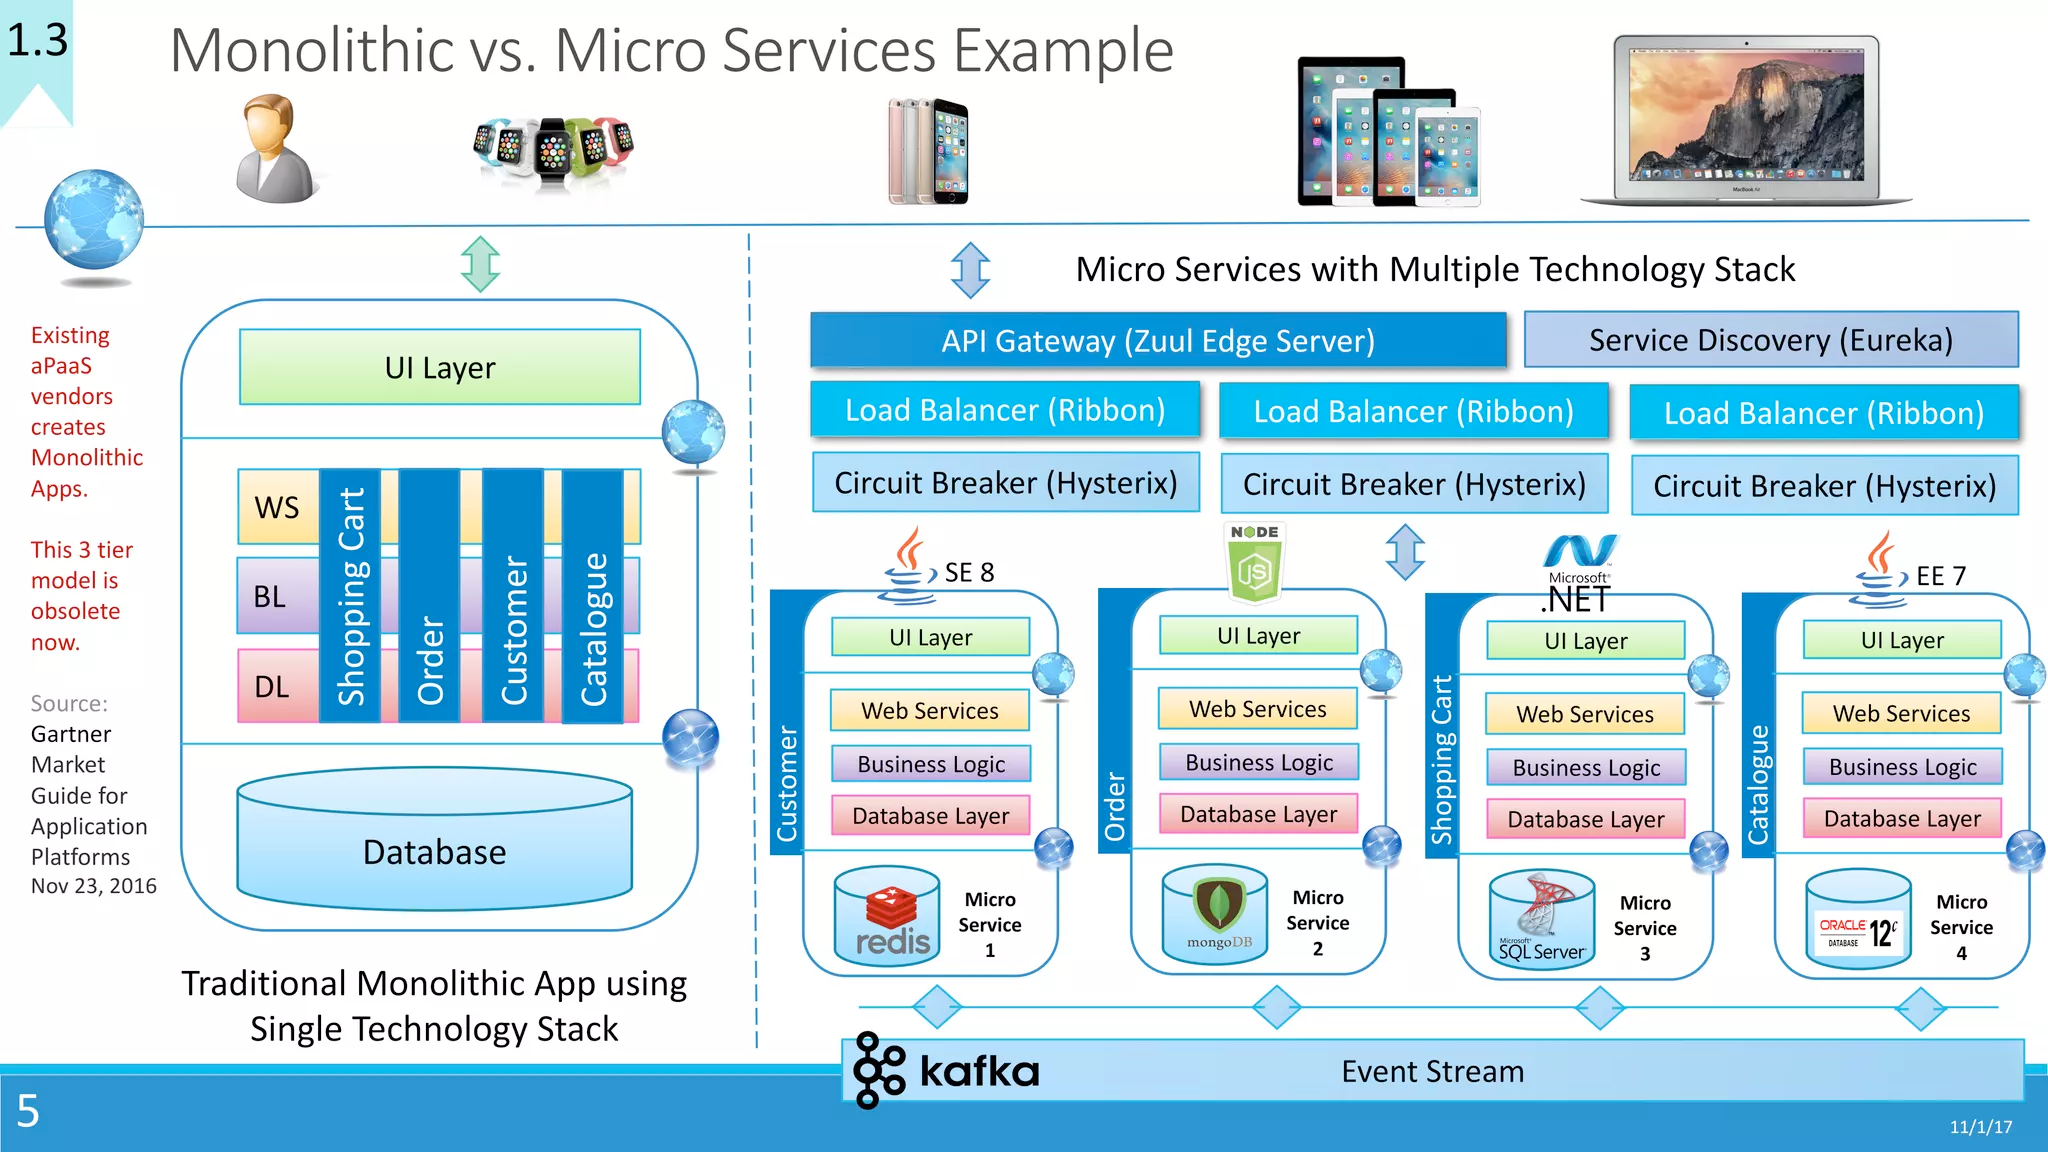 1.3
Monolithic vs. Micro Services Example
MacBook Air
Existing
aPaaS
vendors
creates
Monolithic
Apps.
This 3 tier
model is
obsolete
now.
Source:
Gartner
Market
Guide for
Application
Platforms
Nov 23, 2016
UI Layer
WS
BL
DL
Shopping Cart
Order
Customer
Catalogue
Database
Traditional Monolithic App using
Single Technology Stack
Micro Services with Multiple Technology Stack
API Gateway (Zuul Edge Server)
Service Discovery (Eureka)
Load Balancer (Ribbon)
Load Balancer (Ribbon)
Load Balancer (Ribbon)
Circuit Breaker (Hysterix)
Circuit Breaker (Hysterix)
Circuit Breaker (Hysterix)
SE 8
Customer
UI Layer
Web Services
Business Logic
Database Layer
redis
Micro
Service
1
NODE
JS
Order
UI Layer
Web Services
Business Logic
Database Layer
mongoDB
Micro
Service
2
Microsoft®
.NET
Shopping Cart
UI Layer
Web Services
Business Logic
Database Layer
Microsoft®
SQL Server®
Micro
Service
3
EE 7
Catalogue
UI Layer
Web Services
Business Logic
Database Layer
ORACLE®
DATABASE
12c
Micro
Service
4
kafka
Event Stream
5
11/1/17